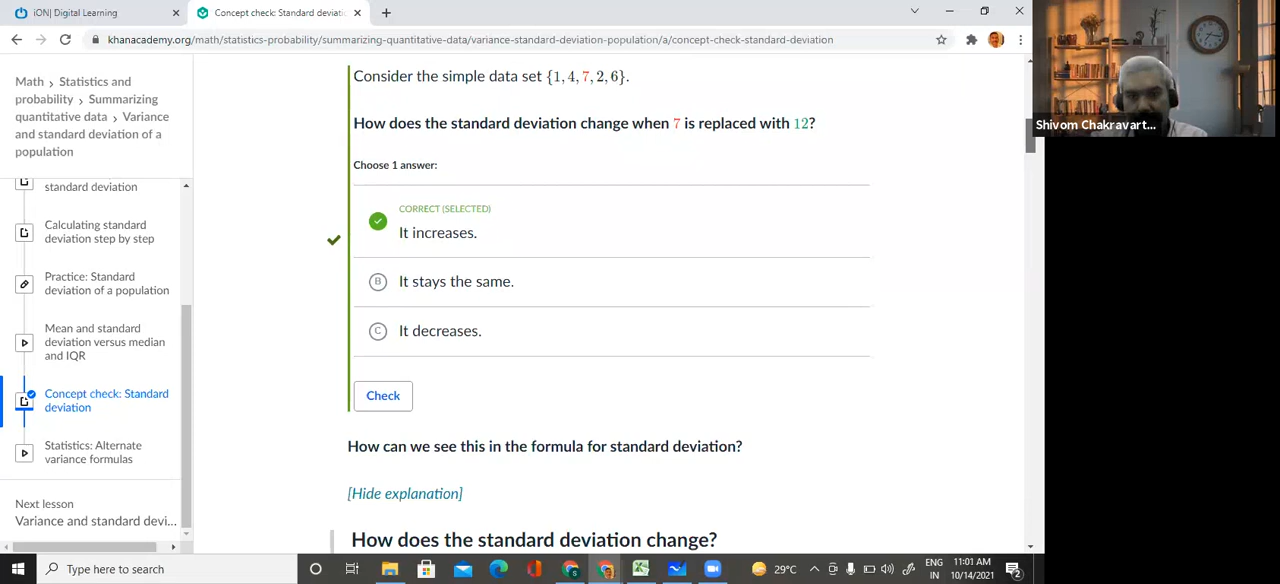 iON| Digital Learning
Concept check: Standard deviatio
khanacademy.org/math/statistics-probability/summarizing-quantitative-data/variance-standard-deviation-population/a/concept-check-standard-deviation
Math > Statistics and
probability > Summarizing
quantitative data > Variance
and standard deviation of a
population
standard deviation
Calculating standard
deviation step by step
Practice: Standard
deviation of a population
Mean and standard
deviation versus median
and IQR
Concept check: Standard
deviation
Statistics: Alternate
variance formulas
Next lesson
Variance and standard devi...
Consider the simple data set {1, 4, 7, 2, 6}.
How does the standard deviation change when 7 is replaced with 12?
Choose 1 answer:
CORRECT (SELECTED)
It increases.
B It stays the same.
C It decreases.
Check
How can we see this in the formula for standard deviation?
[Hide explanation]
How does the standard deviation change?
Shivom Chakravart...
Type here to search
29°C
ENG
IN
11:01 AM
10/14/2021
2